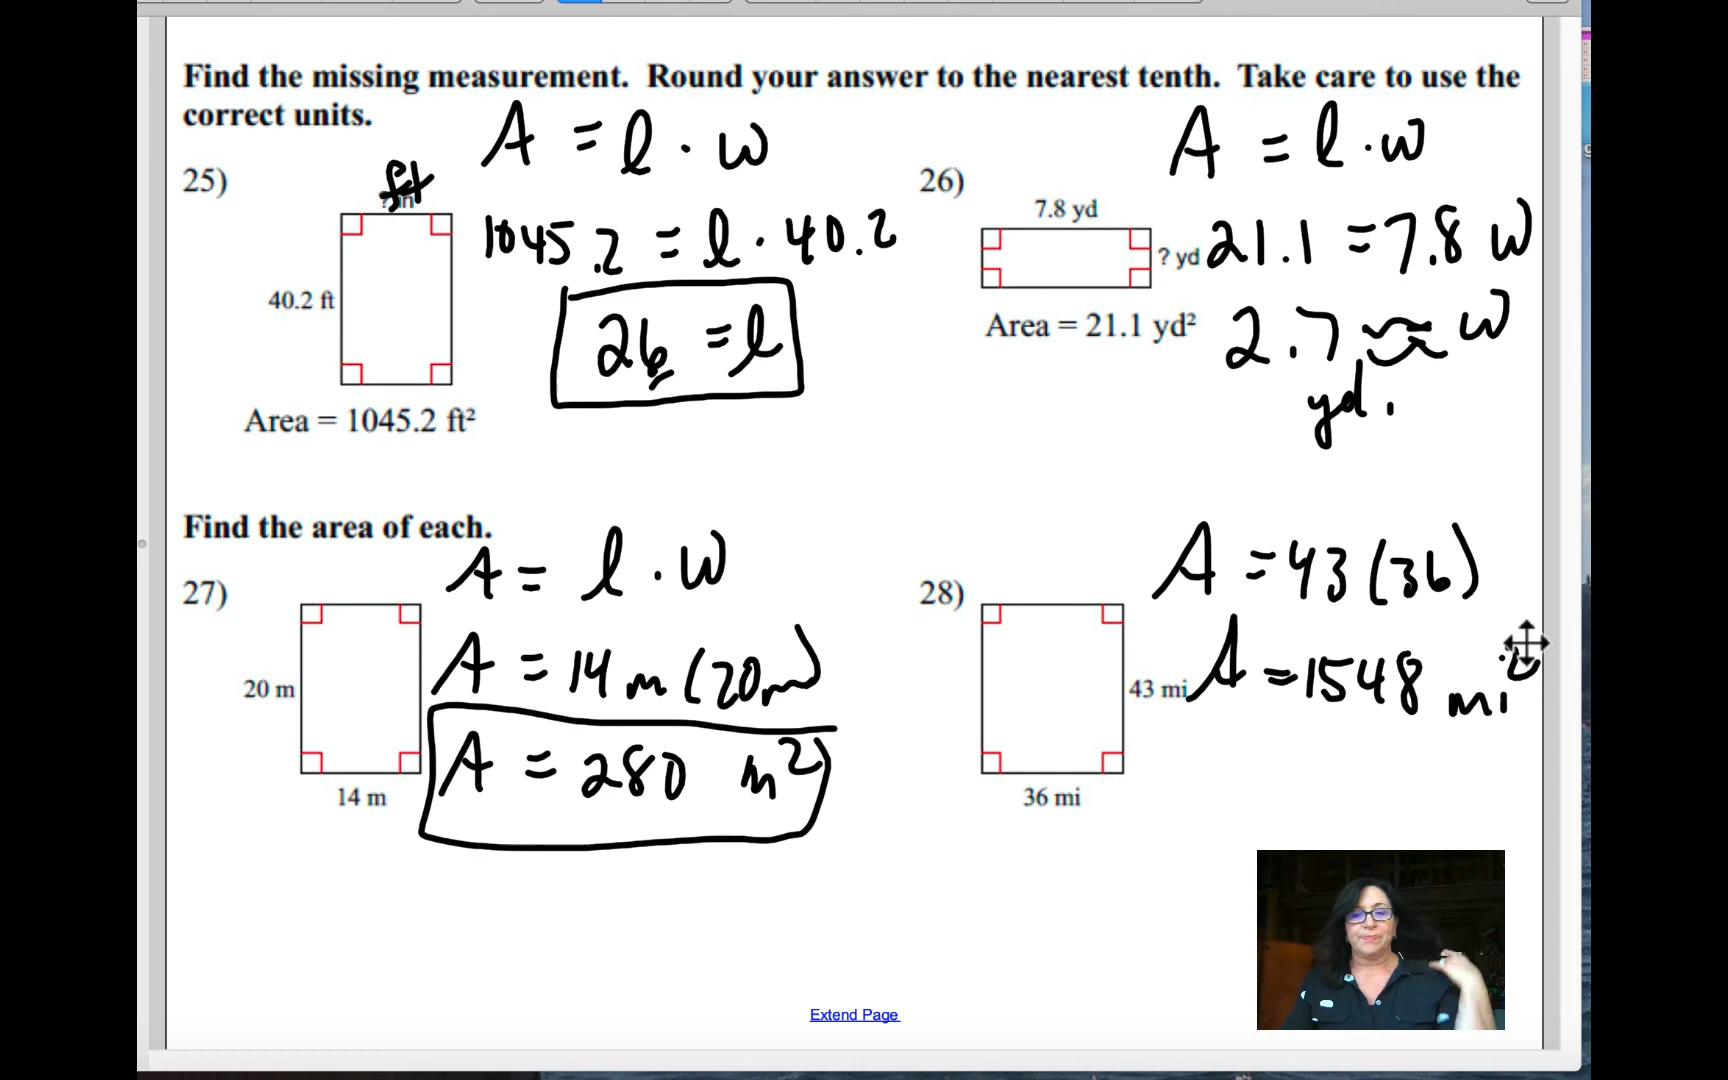 Find the missing measurement. Round your answer to the nearest tenth. Take care to use the
correct units.
25)
ft
40.2 ft
Area = 1045.2 ft²
A = l · w
1045.2 = l · 40.2
26 = l
26)
7.8 yd
? yd
Area = 21.1 yd²
A = l · w
21.1 = 7.8 w
2.7 ≈ w
yd.
Find the area of each.
27)
20 m
14 m
A = l · w
A = 14 m (20m)
A = 280 m²
28)
43 mi
36 mi
A = 43 (36)
A = 1548 mi
Extend Page